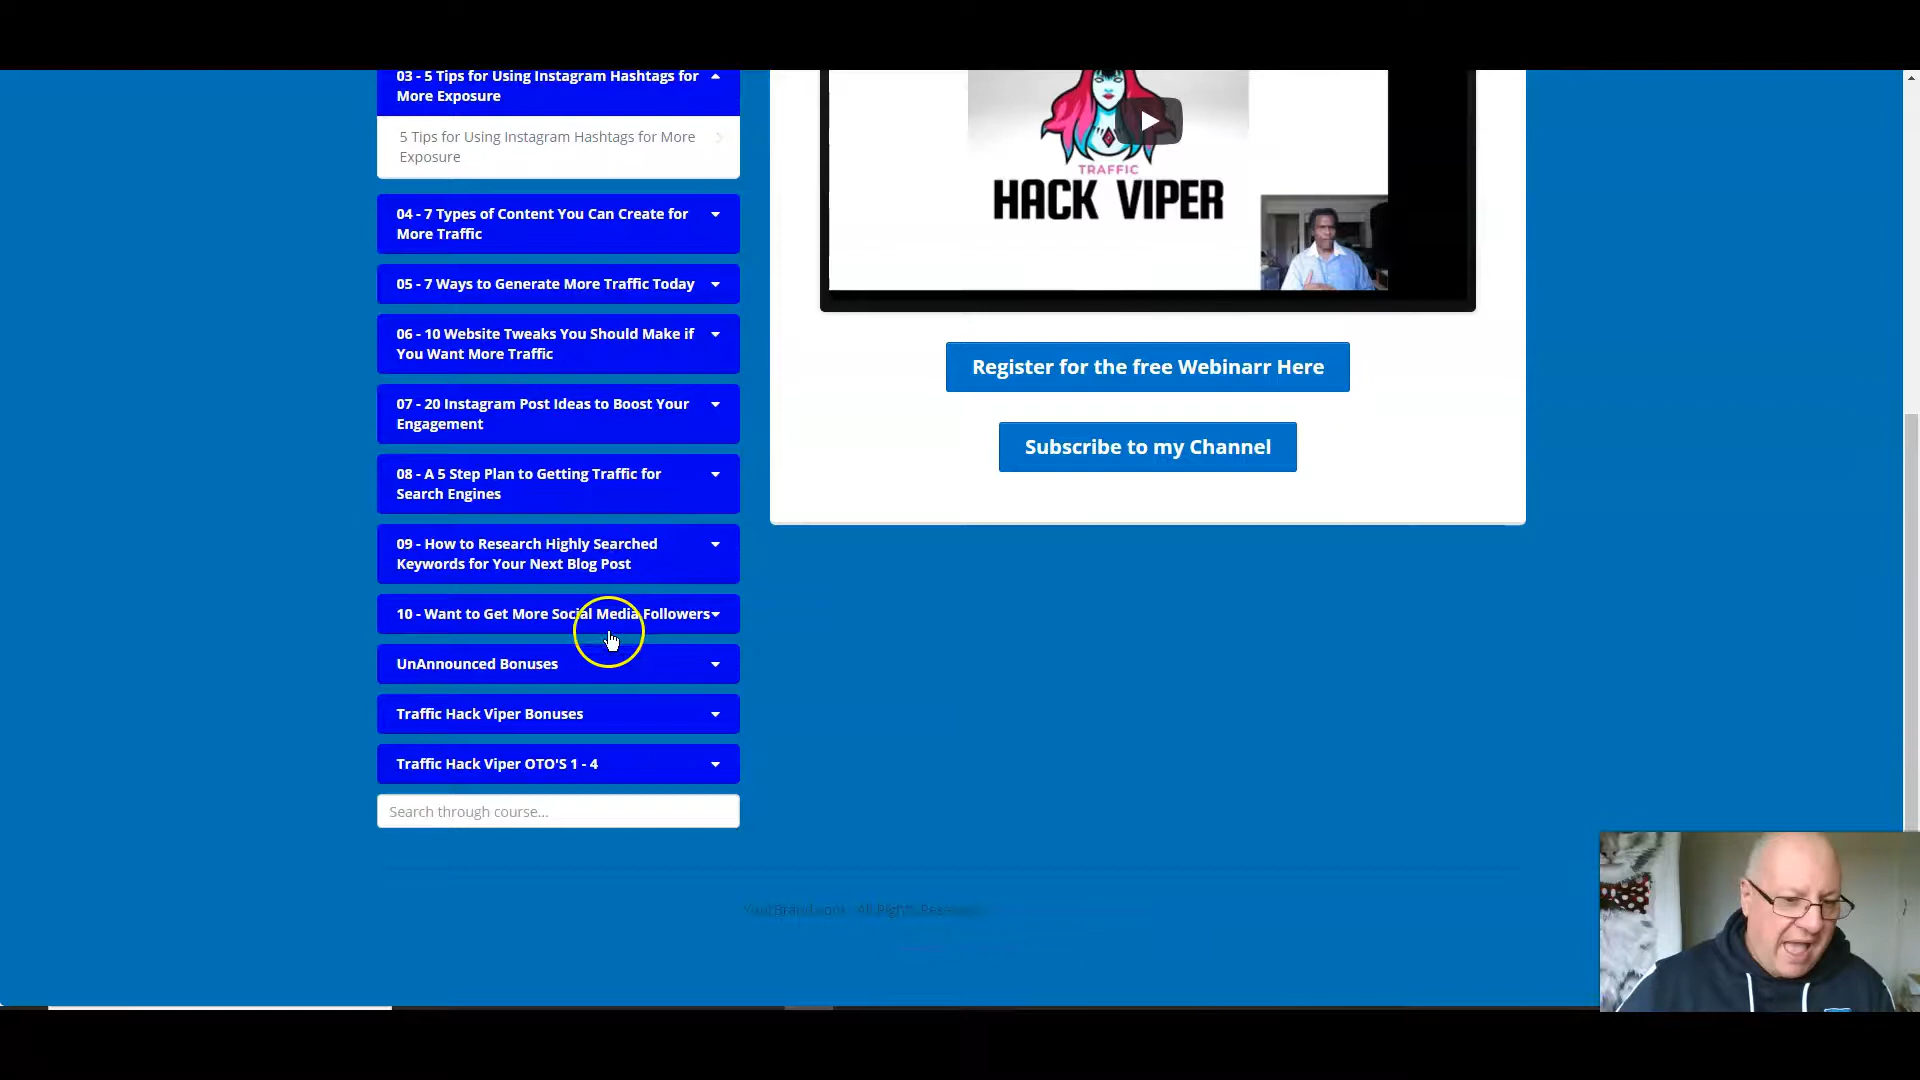 03 - 5 Tips for Using Instagram Hashtags for
More Exposure
5 Tips for Using Instagram Hashtags for More
Exposure
04 - 7 Types of Content You Can Create for
More Traffic
05 - 7 Ways to Generate More Traffic Today
06 - 10 Website Tweaks You Should Make if
You Want More Traffic
07 - 20 Instagram Post Ideas to Boost Your
Engagement
08 - A 5 Step Plan to Getting Traffic for
Search Engines
09 - How to Research Highly Searched
Keywords for Your Next Blog Post
10 - Want to Get More Social Media Followers
UnAnnounced Bonuses
Traffic Hack Viper Bonuses
Traffic Hack Viper OTO'S 1 - 4
Search through course...
TRAFFIC
HACK VIPER
Register for the free Webinarr Here
Subscribe to my Channel